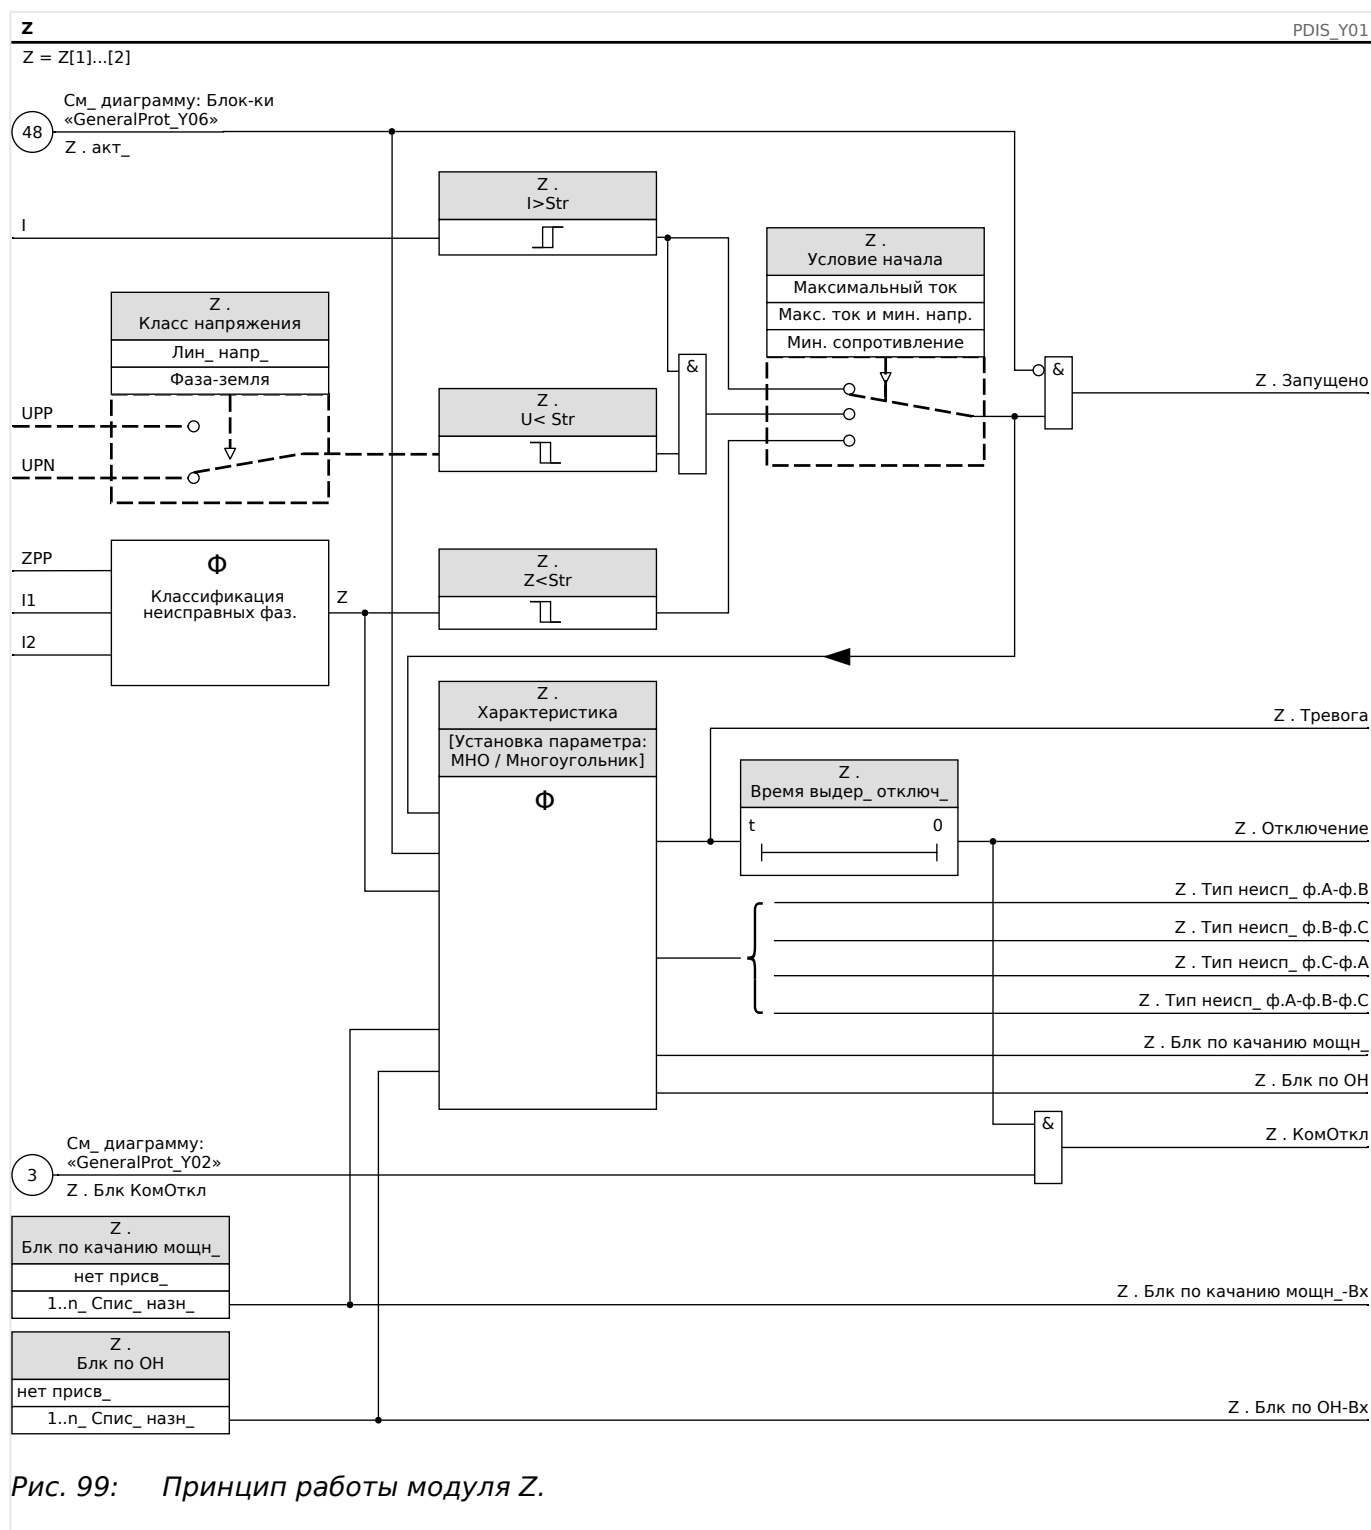 Z
PDIS_Y01
Z = Z[1]...[2]
См_ диаграмму: Блок-ки
«GeneralProt_Y06»
48
Z . акт_
Z .
I>Str
I
Z .
Условие начала
Максимальный ток
Макс. ток и мин. напр.
Мин. сопротивление
Z .
Класс напряжения
Лин_ напр_
Фаза-земля
&
&
Z . Запущено
Z .
U< Str
UPP
UPN
ZPP
I1
I2
Ф
Классификация
неисправных фаз.
Z
Z .
Z<Str
Z .
Характеристика
[Установка параметра:
МНО / Многоугольник]
Ф
Z . Тревога
Z .
Время выдер_ отключ_
t
0
Z . Отключение
Z . Тип неисп_ ф.А-ф.В
Z . Тип неисп_ ф.В-ф.С
Z . Тип неисп_ ф.С-ф.А
Z . Тип неисп_ ф.А-ф.В-ф.С
Z . Блк по качанию мощн_
Z . Блк по ОН
&
Z . КомОткл
См_ диаграмму:
«GeneralProt_Y02»
3
Z . Блк КомОткл
Z .
Блк по качанию мощн_
нет присв_
1..n_ Спис_ назн_
Z . Блк по качанию мощн_-Вх
Z .
Блк по ОН
нет присв_
1..n_ Спис_ назн_
Z . Блк по ОН-Вх
Рис. 99: Принцип работы модуля Z.